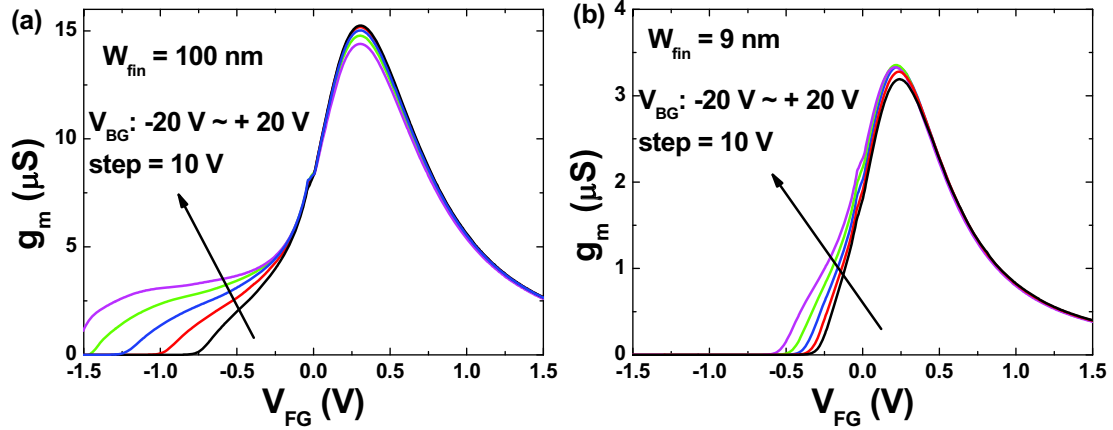 (a)
W_fin = 100 nm
V_BG: -20 V ~ + 20 V
step = 10 V
g_m (μS)
15
10
5
0
-1.5 -1.0 -0.5 0.0 0.5 1.0 1.5
V_FG (V)
(b)
W_fin = 9 nm
V_BG: -20 V ~ + 20 V
step = 10 V
g_m (μS)
4
3
2
1
0
-1.5 -1.0 -0.5 0.0 0.5 1.0 1.5
V_FG (V)